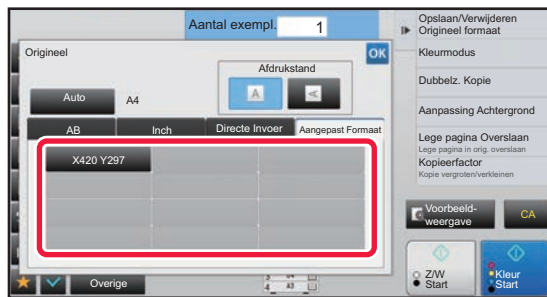 Aantal exempl. 1
Origineel
OK
Afdrukstand
A
A
Auto
A4
AB
Inch
Directe Invoer
Aangepast Formaat
X420 Y297
Overige
Opslaan/Verwijderen
Origineel formaat
Kleurmodus
Dubbelz. Kopie
Aanpassing Achtergrond
Lege pagina Overslaan
Lege pagina in orig. overslaan
Kopieerfactor
Kopie vergroten/verkleinen
Voorbeeld-
weergave
CA
Z/W
Start
Kleur
Start